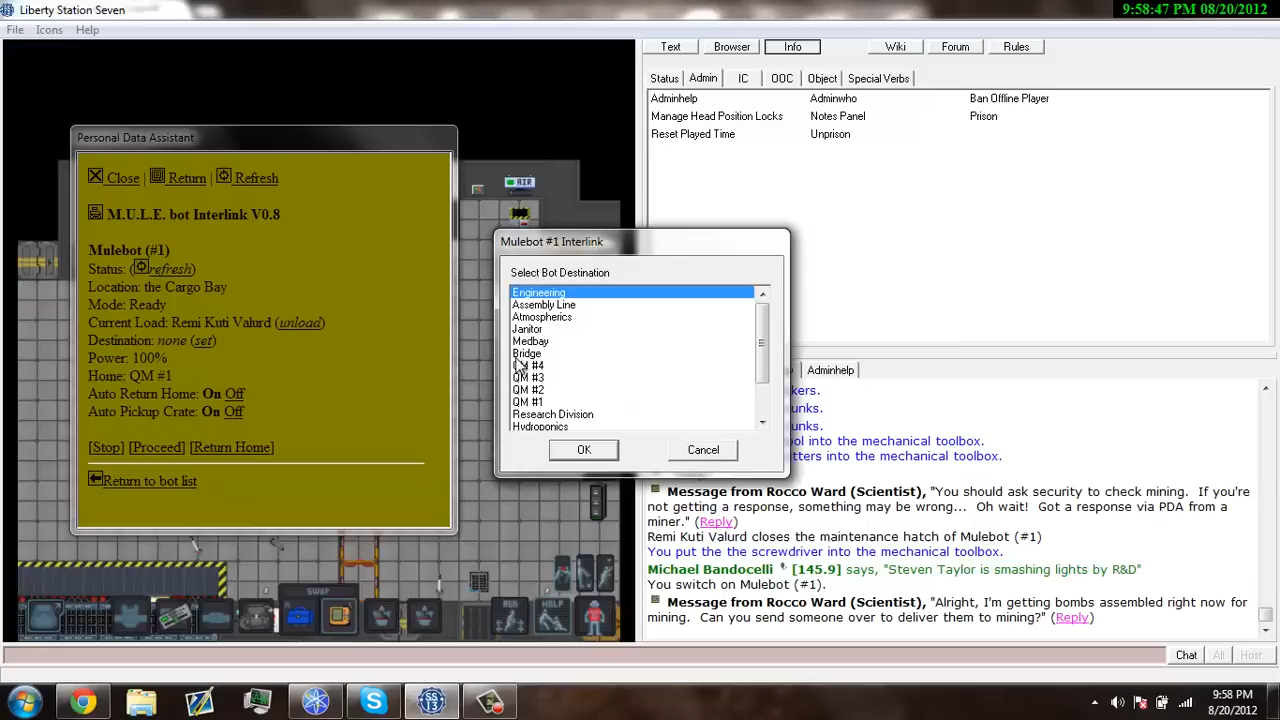 Liberty Station Seven
9:58:47 PM 08/20/2012
File Icons Help
Text Browser Info Wiki Forum Rules
Status Admin IC OOC Object Special Verbs
Adminhelp Adminwho Ban Offline Player
Manage Head Position Locks Notes Panel Prison
Reset Played Time Unprison
Personal Data Assistant
Close | Return | Refresh
M.U.L.E. bot Interlink V0.8
Mulebot (#1)
Status: (refresh)
Location: the Cargo Bay
Mode: Ready
Current Load: Remi Kuti Valurd (unload)
Destination: none (set)
Power: 100%
Home: QM #1
Auto Return Home: On Off
Auto Pickup Crate: On Off
[Stop] [Proceed] [Return Home]
Return to bot list
AIR
Mulebot #1 Interlink
Select Bot Destination
Engineering
Assembly Line
Atmospherics
Janitor
Medbay
Bridge
QM #4
QM #3
QM #2
QM #1
Research Division
Hydroponics
OK Cancel
Adminhelp
kers.
unks.
unks.
ol into the mechanical toolbox.
tters into the mechanical toolbox.
Message from Rocco Ward (Scientist), "You should ask security to check mining. If you're
not getting a response, something may be wrong... Oh wait! Got a response via PDA from a
miner." (Reply)
Remi Kuti Valurd closes the maintenance hatch of Mulebot (#1)
You put the the screwdriver into the mechanical toolbox.
Michael Bandocelli [145.9] says, "Steven Taylor is smashing lights by R&D"
You switch on Mulebot (#1).
Message from Rocco Ward (Scientist), "Alright, I'm getting bombs assembled right now for
mining. Can you send someone over to deliver them to mining?" (Reply)
SWAP
RUN HELP
Chat All Host..
SS
13
9:58 PM
8/20/2012